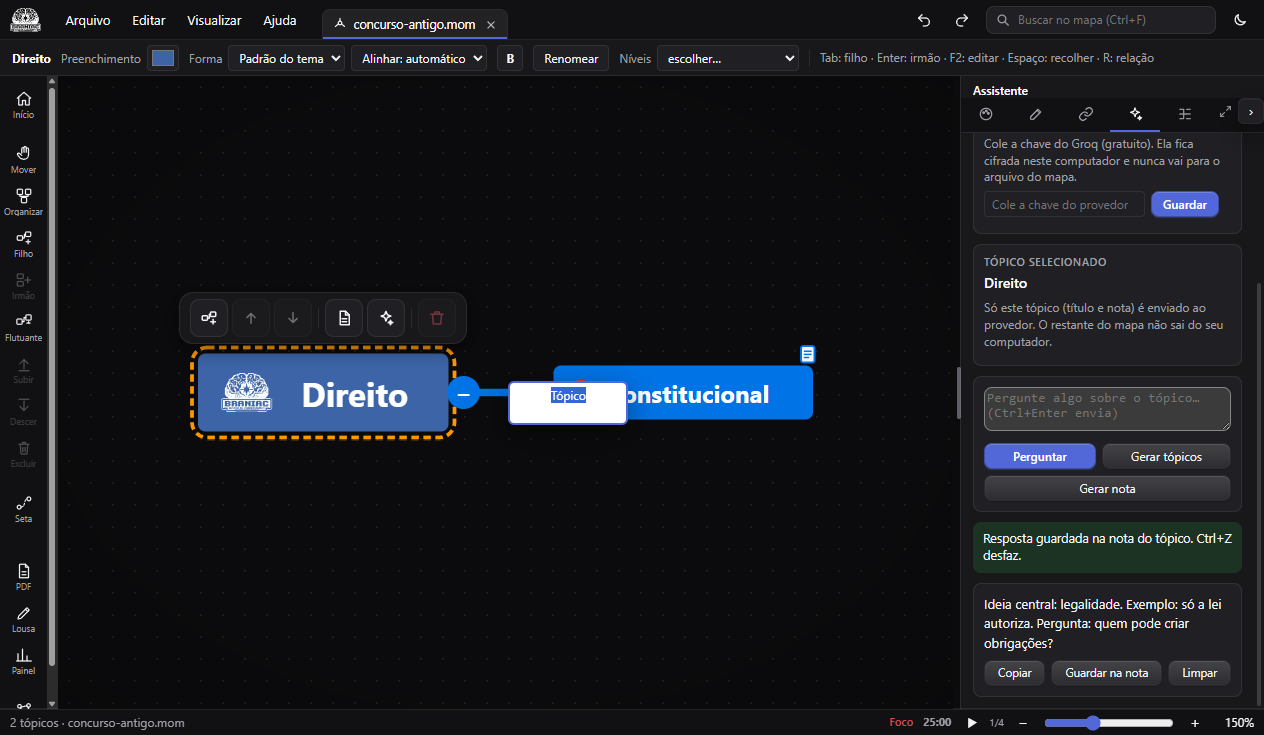 Arquivo Editar Visualizar Ajuda concurso-antigo.mom × Buscar no mapa (Ctrl+F)
Direito Preenchimento Forma Padrão do tema Alinhar: automático B Renomear Níveis escolher... Tab: filho · Enter: irmão · F2: editar · Espaço: recolher · R: relação
Início
Mover
Organizar
Filho
Irmão
Flutuante
Subir
Descer
Excluir
Seta
PDF
Lousa
Painel
BRANIAC
Direito
Tópico
onstitucional
Assistente
Cole a chave do Groq (gratuito). Ela fica
cifrada neste computador e nunca vai para o
arquivo do mapa.
Cole a chave do provedor Guardar
TÓPICO SELECIONADO
Direito
Só este tópico (título e nota) é enviado ao
provedor. O restante do mapa não sai do seu
computador.
Pergunte algo sobre o tópico…
(Ctrl+Enter envia)
Perguntar Gerar tópicos
Gerar nota
Resposta guardada na nota do tópico. Ctrl+Z
desfaz.
Ideia central: legalidade. Exemplo: só a lei
autoriza. Pergunta: quem pode criar
obrigações?
Copiar Guardar na nota Limpar
2 tópicos · concurso-antigo.mom Foco 25:00 1/4 − + 150%